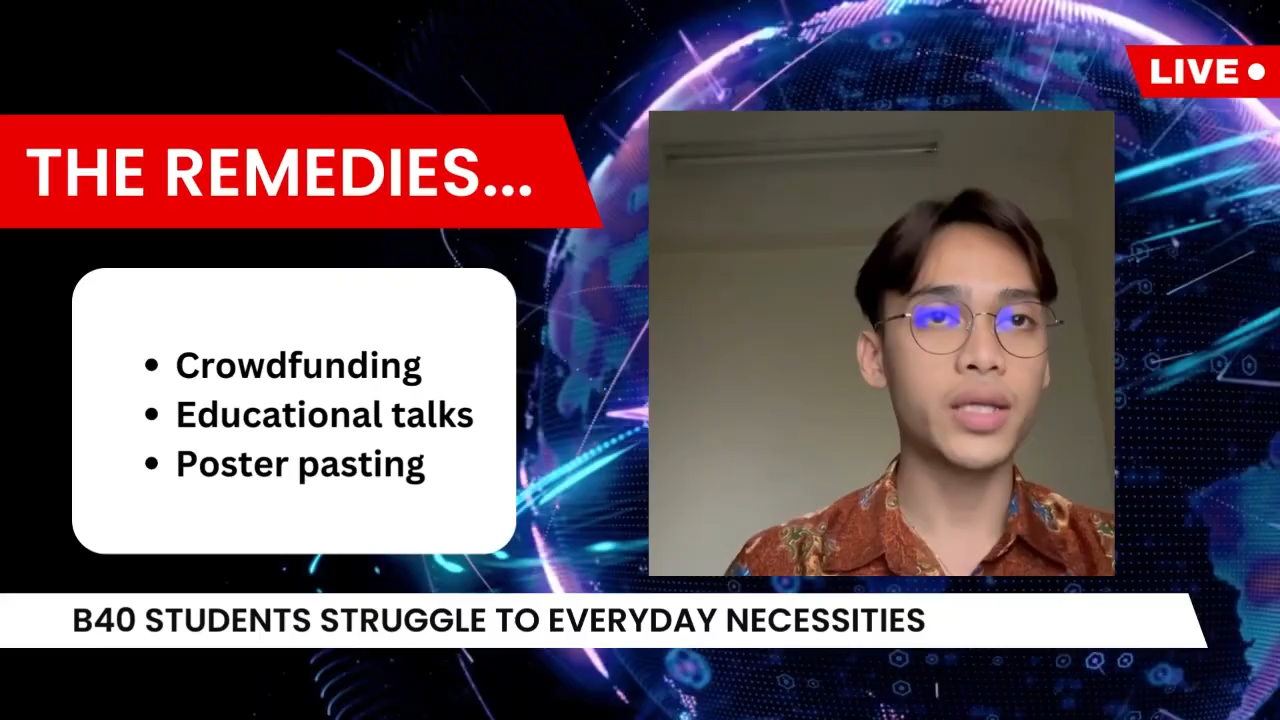 LIVE
THE REMEDIES...
• Crowdfunding
• Educational talks
• Poster pasting
B40 STUDENTS STRUGGLE TO EVERYDAY NECESSITIES